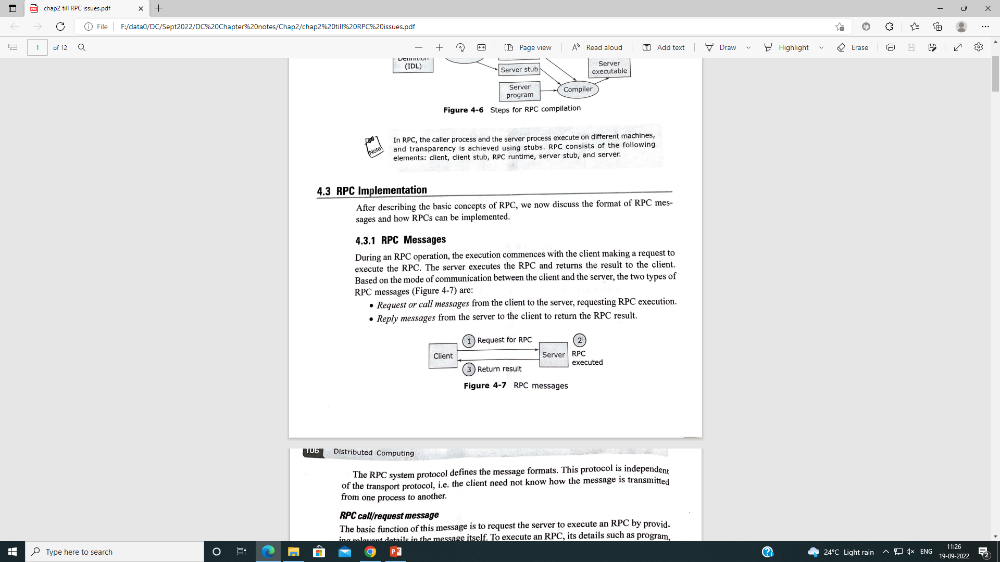 chap2 till RPC issues.pdf
File
F:/data0/DC/Sept2022/DC%20Chapter%20notes/Chap2/chap2%20till%20RPC%20issues.pdf
1 of 12
Page view
Read aloud
Add text
Draw
Highlight
Erase
Definition
(IDL)
Server stub
Server
executable
Server
program
Compiler
Figure 4-6 Steps for RPC compilation
Note
In RPC, the caller process and the server process execute on different machines,
and transparency is achieved using stubs. RPC consists of the following
elements: client, client stub, RPC runtime, server stub, and server.
4.3 RPC Implementation
After describing the basic concepts of RPC, we now discuss the format of RPC mes-
sages and how RPCs can be implemented.
4.3.1 RPC Messages
During an RPC operation, the execution commences with the client making a request to
execute the RPC. The server executes the RPC and returns the result to the client.
Based on the mode of communication between the client and the server, the two types of
RPC messages (Figure 4-7) are:
• Request or call messages from the client to the server, requesting RPC execution.
• Reply messages from the server to the client to return the RPC result.
1 Request for RPC
2
Client
Server
RPC
executed
3 Return result
Figure 4-7 RPC messages
106 Distributed Computing
The RPC system protocol defines the message formats. This protocol is independent
of the transport protocol, i.e. the client need not know how the message is transmitted
from one process to another.
RPC call/request message
The basic function of this message is to request the server to execute an RPC by provid-
ing relevant details in the message itself. To execute an RPC, its details such as program,
Type here to search
24°C Light rain
ENG
11:26
19-09-2022
2